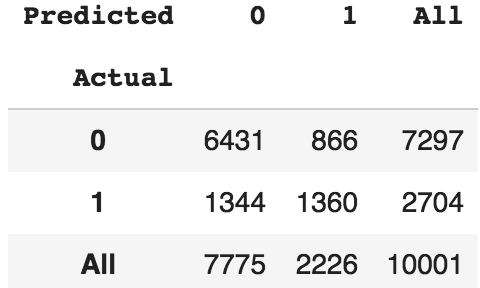 Predicted 0 1 All
Actual
0 6431 866 7297
1 1344 1360 2704
All 7775 2226 10001